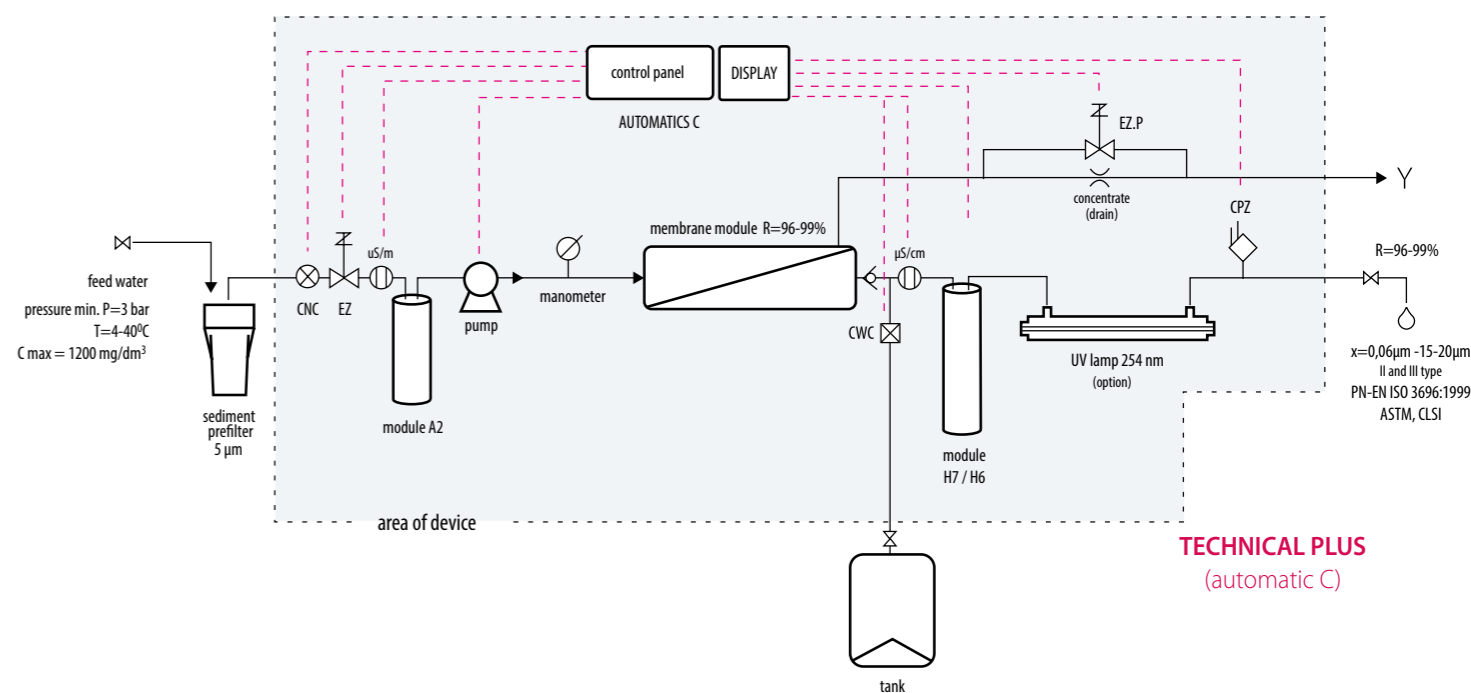 control panel
DISPLAY
AUTOMATICS C
EZ.P
concentrate
(drain)
Y
CPZ
membrane module R=96-99%
R=96-99%
µS/m
µS/cm
feed water
pressure min. P=3 bar
T=4-40⁰C
C max = 1200 mg/dm³
CNC
EZ
pump
manometer
CWC
UV lamp 254 nm
(option)
x=0,06µm -15-20µm
II and III type
PN-EN ISO 3696:1999
ASTM, CLSI
sediment
prefilter
5 µm
module A2
module
H7 / H6
area of device
TECHNICAL PLUS
(automatic C)
tank